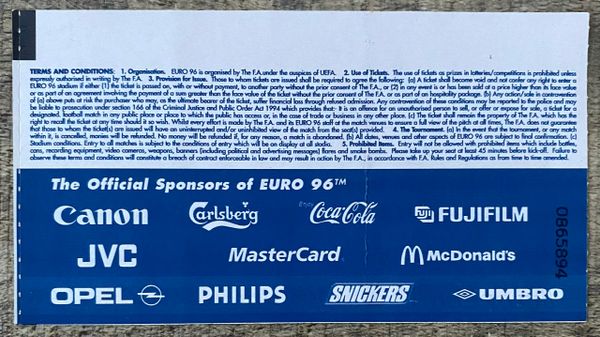 TERMS AND CONDITIONS: 1. Organisation. EURO 96 is organised by The F.A. under the auspices of UEFA. 2. Use of Tickets. The use of tickets as prizes in lotteries/competitions is prohibited unless
expressly authorised in writing by The F.A. 3. Provision for Issue. Those to whom tickets are issued shall be required to agree to the following: (a) A ticket shall become void and not confer any right to enter a
EURO 96 stadium if either (1) the ticket is passed on, with or without payment, to another party without the prior consent of The F.A., or (2) in any event is or has been sold at a price higher than its face value
or as part of an agreement involving the payment of a sum greater than the face value of the ticket without the prior consent of The F.A. or as part of an hospitality package. (b) Any action/sale in contravention
of (a) above puts at risk the purchaser who may, as the ultimate bearer of the ticket, suffer financial loss through refused admission. Any contravention of these conditions may be reported to the police and may
be liable to prosecution under section 166 of the Criminal Justice and Public Order Act 1994 which provides that:- It is an offence for an unauthorised person to sell, or offer or expose for sale, a ticket for a
designated football match in any public place or place to which the public has access or, in the case of trade or business in any other place. (c) The ticket shall remain the property of The F.A. which has the
right to recall the ticket at any time should it so wish. Whilst every effort is made by The F.A. and its EURO 96 staff at the match venues to ensure a full view of the pitch at all times, The F.A. does not guarantee
that those to whom the ticket(s) are issued will have an uninterrupted and/or uninhibited view of the match from the seat(s) provided. 4. The Tournament. (a) In the event that the tournament, or any match
within it, is cancelled, monies will be refunded. No money will be refunded if, for any reason, a match is abandoned. (b) All dates, venues and other aspects of EURO 96 are subject to final confirmation. (c)
Stadium conditions. Entry to all matches is subject to the conditions of entry which will be on display at all stadia. 5. Prohibited Items. Entry will not be allowed with prohibited items which include bottles,
cans, recording equipment, video cameras, weapons, banners (including political and advertising messages) flares and smoke bombs. Please take up your seat at least 45 minutes before kick-off. Failure to
observe these terms and conditions will constitute a breach of contract enforceable in law and may result in action by The F.A., in accordance with F.A. Rules and Regulations as from time to time amended.
The Official Sponsors of EURO 96™
Canon Carlsberg Enjoy Coca-Cola FUJI FUJIFILM
JVC MasterCard McDonald's
OPEL PHILIPS SNICKERS UMBRO
0865894